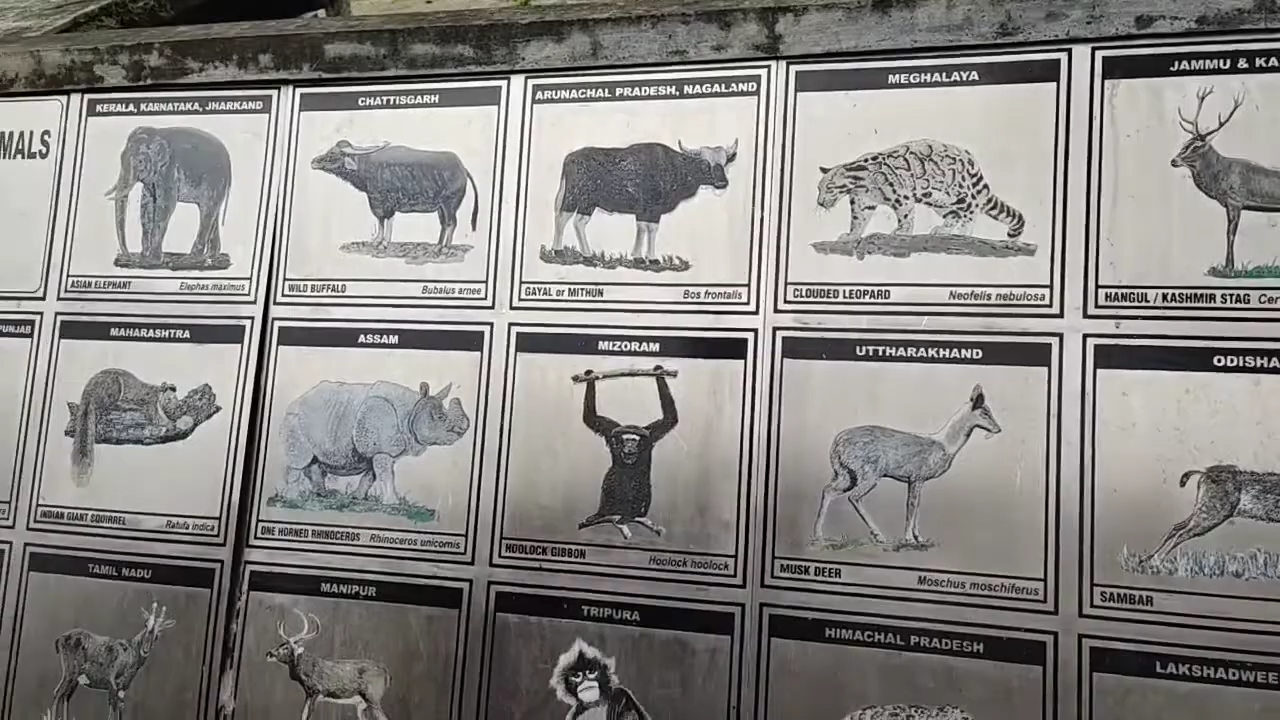 MALS
KERALA, KARNATAKA, JHARKAND
ASIAN ELEPHANT Elephas maximus
CHATTISGARH
WILD BUFFALO Bubalus arnee
ARUNACHAL PRADESH, NAGALAND
GAYAL or MITHUN Bos frontalis
MEGHALAYA
CLOUDED LEOPARD Neofelis nebulosa
JAMMU & KA
HANGUL / KASHMIR STAG Cer
PUNJAB
MAHARASHTRA
INDIAN GIANT SQUIRREL Ratufa indica
ASSAM
ONE HORNED RHINOCEROS Rhinoceros unicornis
MIZORAM
HOOLOCK GIBBON Hoolock hoolock
UTTHARAKHAND
MUSK DEER Moschus moschiferus
ODISHA
SAMBAR
TAMIL NADU
MANIPUR
TRIPURA
HIMACHAL PRADESH
LAKSHADWEE